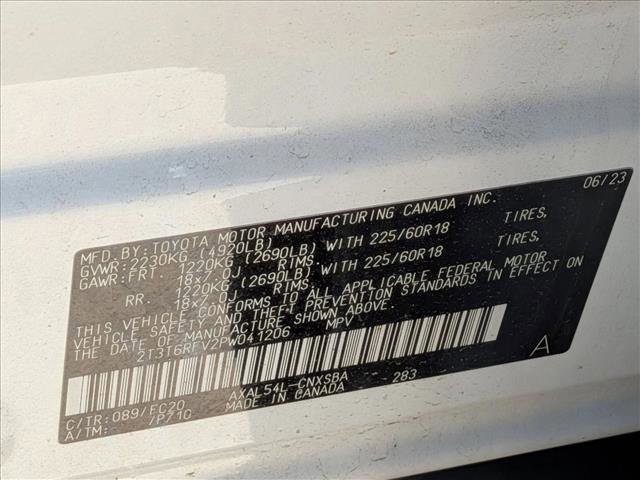 MFD. BY: TOYOTA MOTOR MANUFACTURING CANADA INC. 06/23
GVWR: 2230KG (4920LB)
GAWR: FRT. 1220KG (2690LB) WITH 225/60R18 TIRES,
18x7.0J RIMS,
RR. 1220KG (2690LB) WITH 225/60R18 TIRES,
18x7.0J RIMS,
THIS VEHICLE CONFORMS TO ALL APPLICABLE FEDERAL MOTOR
VEHICLE SAFETY AND THEFT PREVENTION STANDARDS IN EFFECT ON
THE DATE OF MANUFACTURE SHOWN ABOVE.
2T3T6RFV2PW041206 MPV A
C/TR: 089/FC20 AXAL54L-CNXSBA 283
A/TM: -/P710 MADE IN CANADA